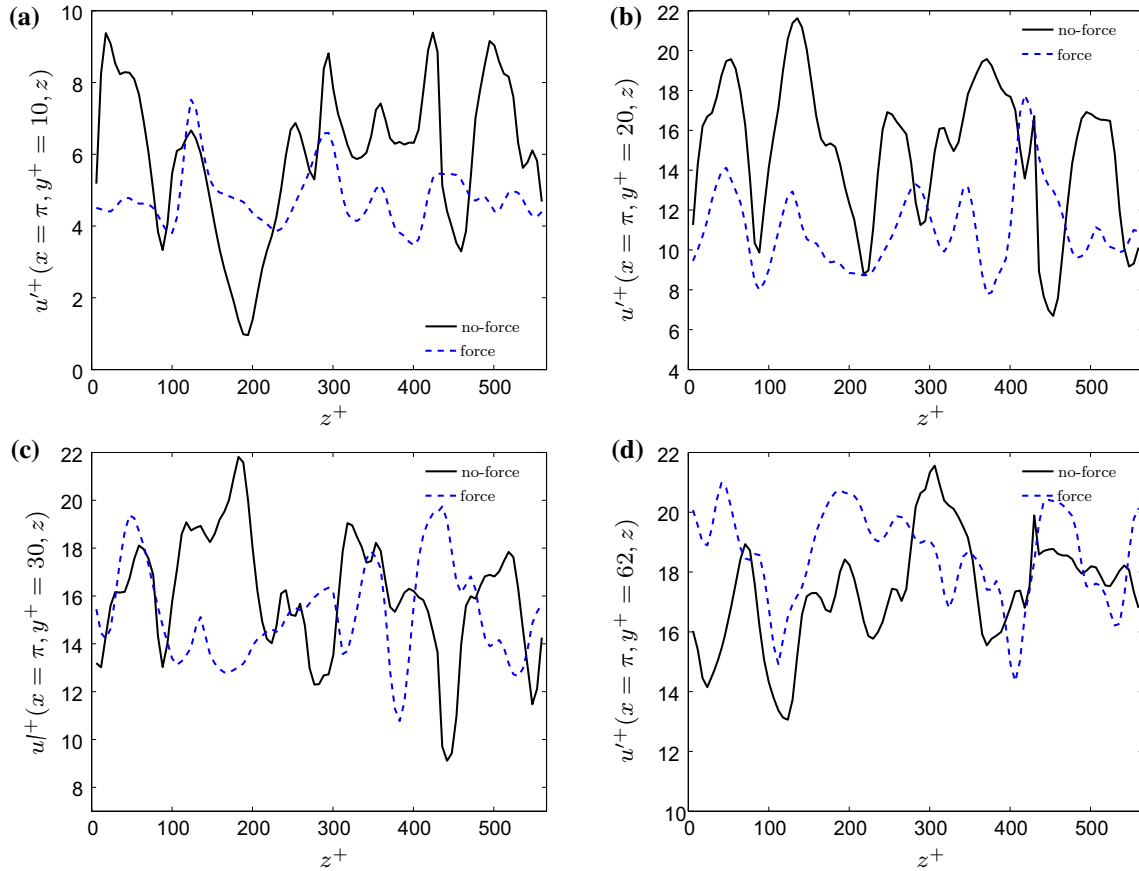 (a)
10
8
6
4
2
0
u′⁺(x = π, y⁺ = 10, z)
no-force
force
0 100 200 300 400 500
z⁺
(b)
22
20
18
16
14
12
10
8
6
4
u′⁺(x = π, y⁺ = 20, z)
no-force
force
0 100 200 300 400 500
z⁺
(c)
22
20
18
16
14
12
10
8
u′⁺(x = π, y⁺ = 30, z)
no-force
force
0 100 200 300 400 500
z⁺
(d)
22
20
18
16
14
12
10
u′⁺(x = π, y⁺ = 62, z)
no-force
force
0 100 200 300 400 500
z⁺